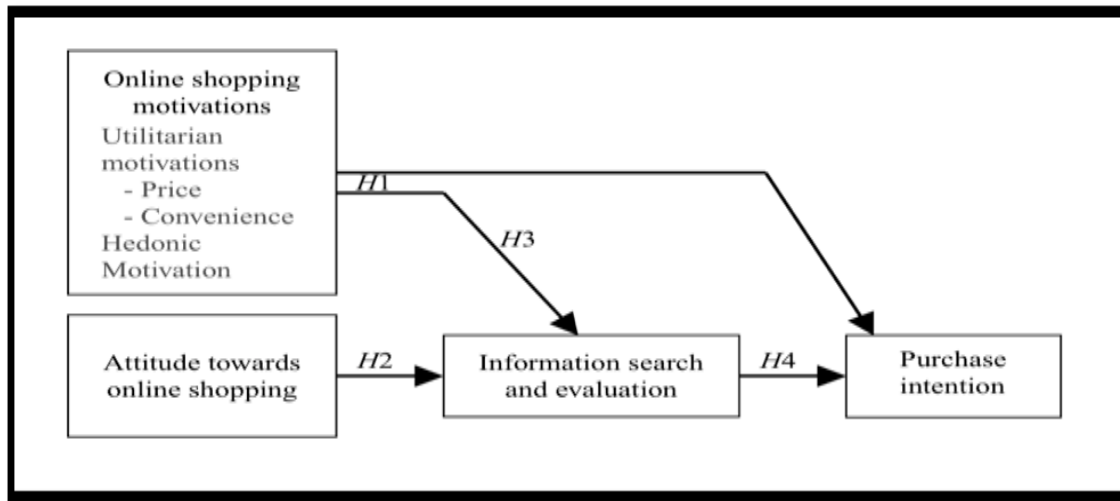 Online shopping
motivations
Utilitarian
motivations
- Price
- Convenience
Hedonic
Motivation
H1
H3
Attitude towards
online shopping
H2
Information search
and evaluation
H4
Purchase
intention